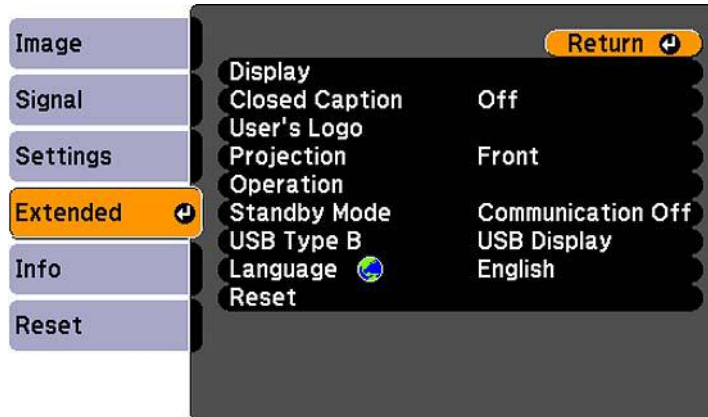 Image
Signal
Settings
Extended
Info
Reset
Return
Display
Closed Caption Off
User's Logo
Projection Front
Operation
Standby Mode Communication Off
USB Type B USB Display
Language English
Reset